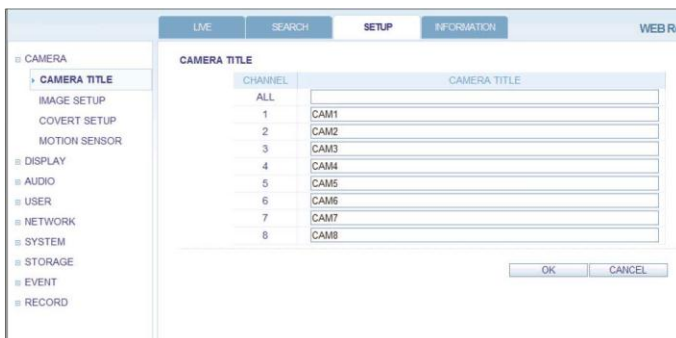 LIVE SEARCH SETUP INFORMATION WEB R
CAMERA
CAMERA TITLE
IMAGE SETUP
COVERT SETUP
MOTION SENSOR
DISPLAY
AUDIO
USER
NETWORK
SYSTEM
STORAGE
EVENT
RECORD
CAMERA TITLE
CHANNEL CAMERA TITLE
ALL
1 CAM1
2 CAM2
3 CAM3
4 CAM4
5 CAM5
6 CAM6
7 CAM7
8 CAM8
OK CANCEL